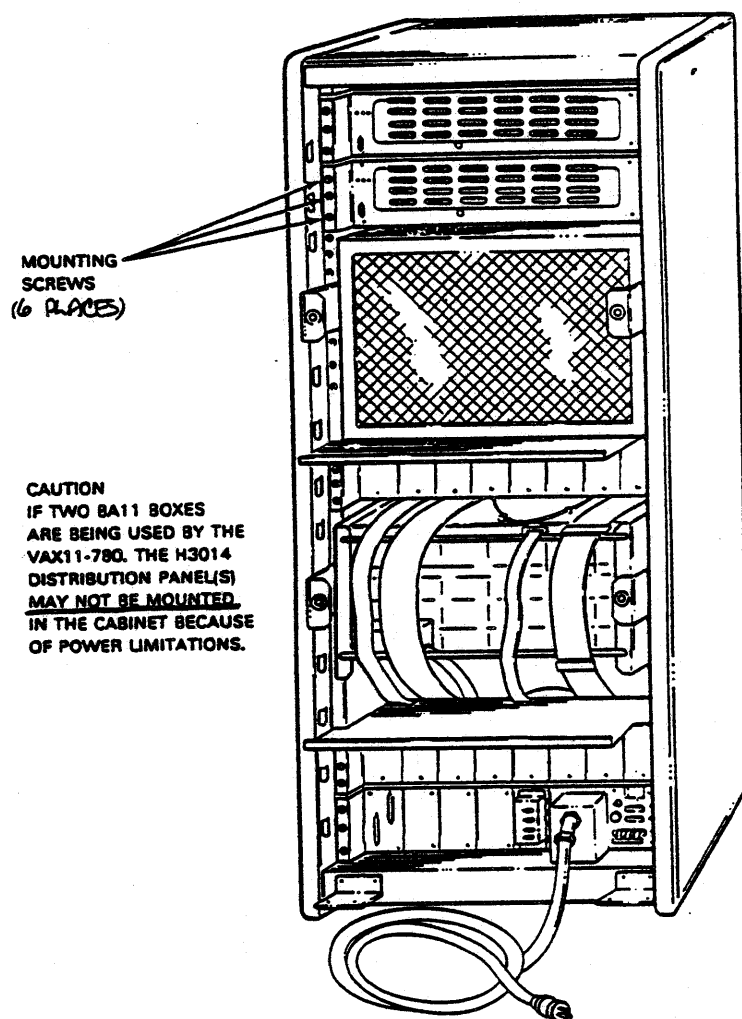 MOUNTING
SCREWS
(6 PLACES)
CAUTION
IF TWO BA11 BOXES
ARE BEING USED BY THE
VAX11-780. THE H3014
DISTRIBUTION PANEL(S)
MAY NOT BE MOUNTED
IN THE CABINET BECAUSE
OF POWER LIMITATIONS.